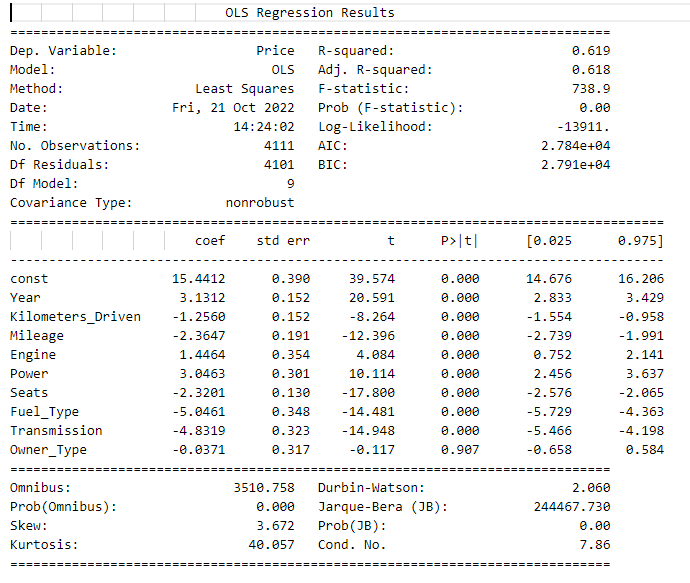 OLS Regression Results
==============================================================================
Dep. Variable: Price R-squared: 0.619
Model: OLS Adj. R-squared: 0.618
Method: Least Squares F-statistic: 738.9
Date: Fri, 21 Oct 2022 Prob (F-statistic): 0.00
Time: 14:24:02 Log-Likelihood: -13911.
No. Observations: 4111 AIC: 2.784e+04
Df Residuals: 4101 BIC: 2.791e+04
Df Model: 9
Covariance Type: nonrobust
=====================================================================================
coef std err t P>|t| [0.025 0.975]
-------------------------------------------------------------------------------------
const 15.4412 0.390 39.574 0.000 14.676 16.206
Year 3.1312 0.152 20.591 0.000 2.833 3.429
Kilometers_Driven -1.2560 0.152 -8.264 0.000 -1.554 -0.958
Mileage -2.3647 0.191 -12.396 0.000 -2.739 -1.991
Engine 1.4464 0.354 4.084 0.000 0.752 2.141
Power 3.0463 0.301 10.114 0.000 2.456 3.637
Seats -2.3201 0.130 -17.800 0.000 -2.576 -2.065
Fuel_Type -5.0461 0.348 -14.481 0.000 -5.729 -4.363
Transmission -4.8319 0.323 -14.948 0.000 -5.466 -4.198
Owner_Type -0.0371 0.317 -0.117 0.907 -0.658 0.584
==============================================================================
Omnibus: 3510.758 Durbin-Watson: 2.060
Prob(Omnibus): 0.000 Jarque-Bera (JB): 244467.730
Skew: 3.672 Prob(JB): 0.00
Kurtosis: 40.057 Cond. No. 7.86
==============================================================================